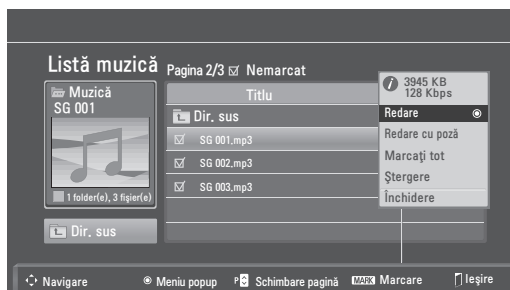 Listă muzică Pagina 2/3 Nemarcat
Muzică
SG 001
1 folder(e), 3 fişier(e)
Dir. sus
Titlu
Dir. sus
SG 001.mp3
SG 002.mp3
SG 003.mp3
3945 KB
128 Kbps
Redare
Redare cu poză
Marcaţi tot
Ştergere
Închidere
Navigare Meniu popup P Schimbare pagină MARK Marcare Ieşire